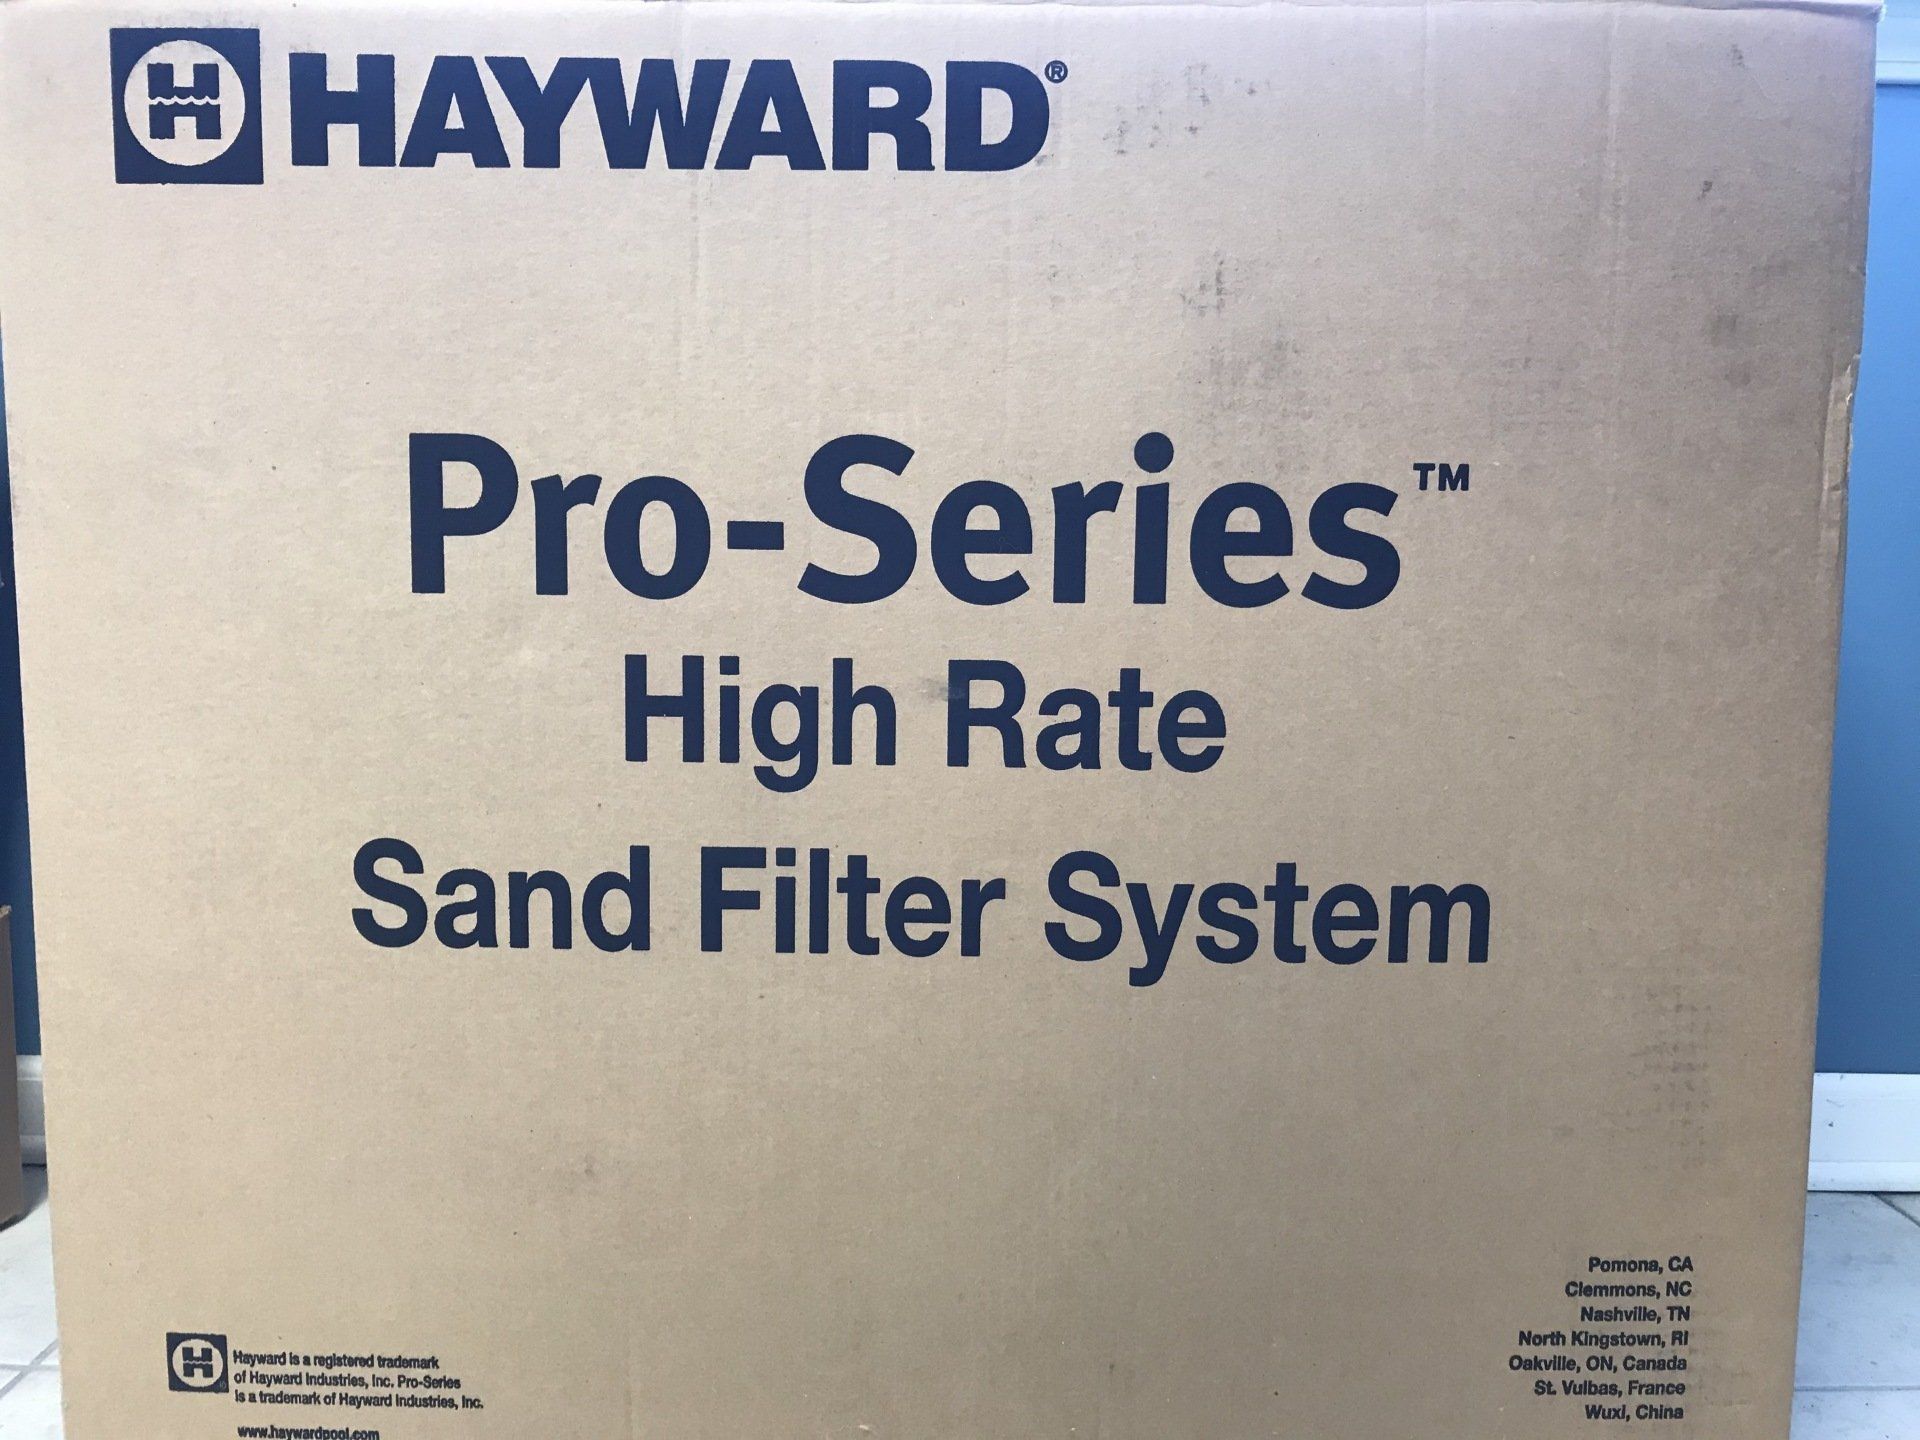 H HAYWARD®
Pro-Series™
High Rate
Sand Filter System
Pomona, CA
Clemmons, NC
Nashville, TN
North Kingstown, RI
Oakville, ON, Canada
St. Vulbas, France
Wuxi, China
H Hayward is a registered trademark
of Hayward Industries, Inc. Pro-Series
is a trademark of Hayward Industries, Inc.
www.haywardpool.com